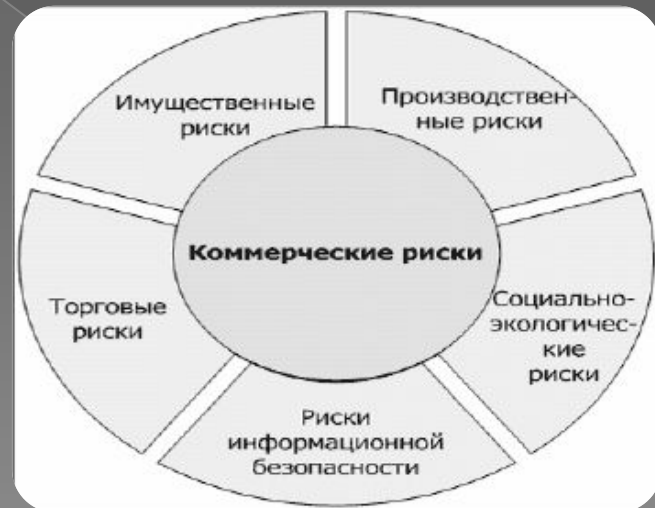 Имущественные
риски
Производствен-
ные риски
Коммерческие риски
Торговые
риски
Социально-
экологичес-
кие
риски
Риски
информационной
безопасности